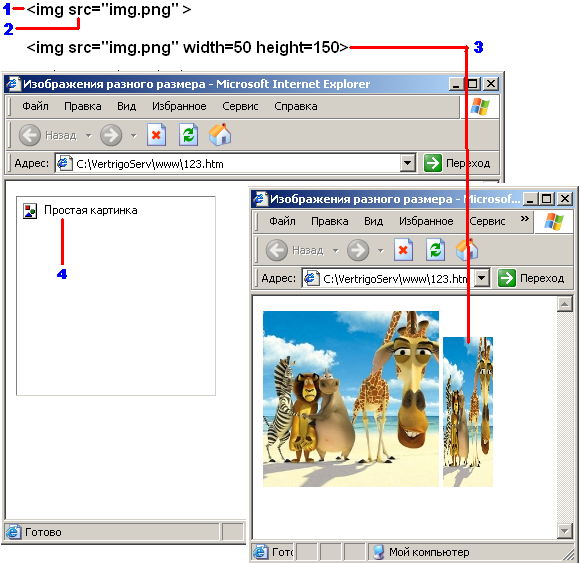 1 <img src="img.png" >
2
<img src="img.png" width=50 height=150> 3
Изображения разного размера - Microsoft Internet Explorer
Файл Правка Вид Избранное Сервис Справка
Назад
Адрес: C:\VertrigoServ\www\123.htm Переход
Простая картинка
4
Готово
Изображения разного размера - Microsof...
Файл Правка Вид Избранное Сервис »
Назад
Адрес: C:\VertrigoServ\www\123.htm Переход
Гото Мой компьютер